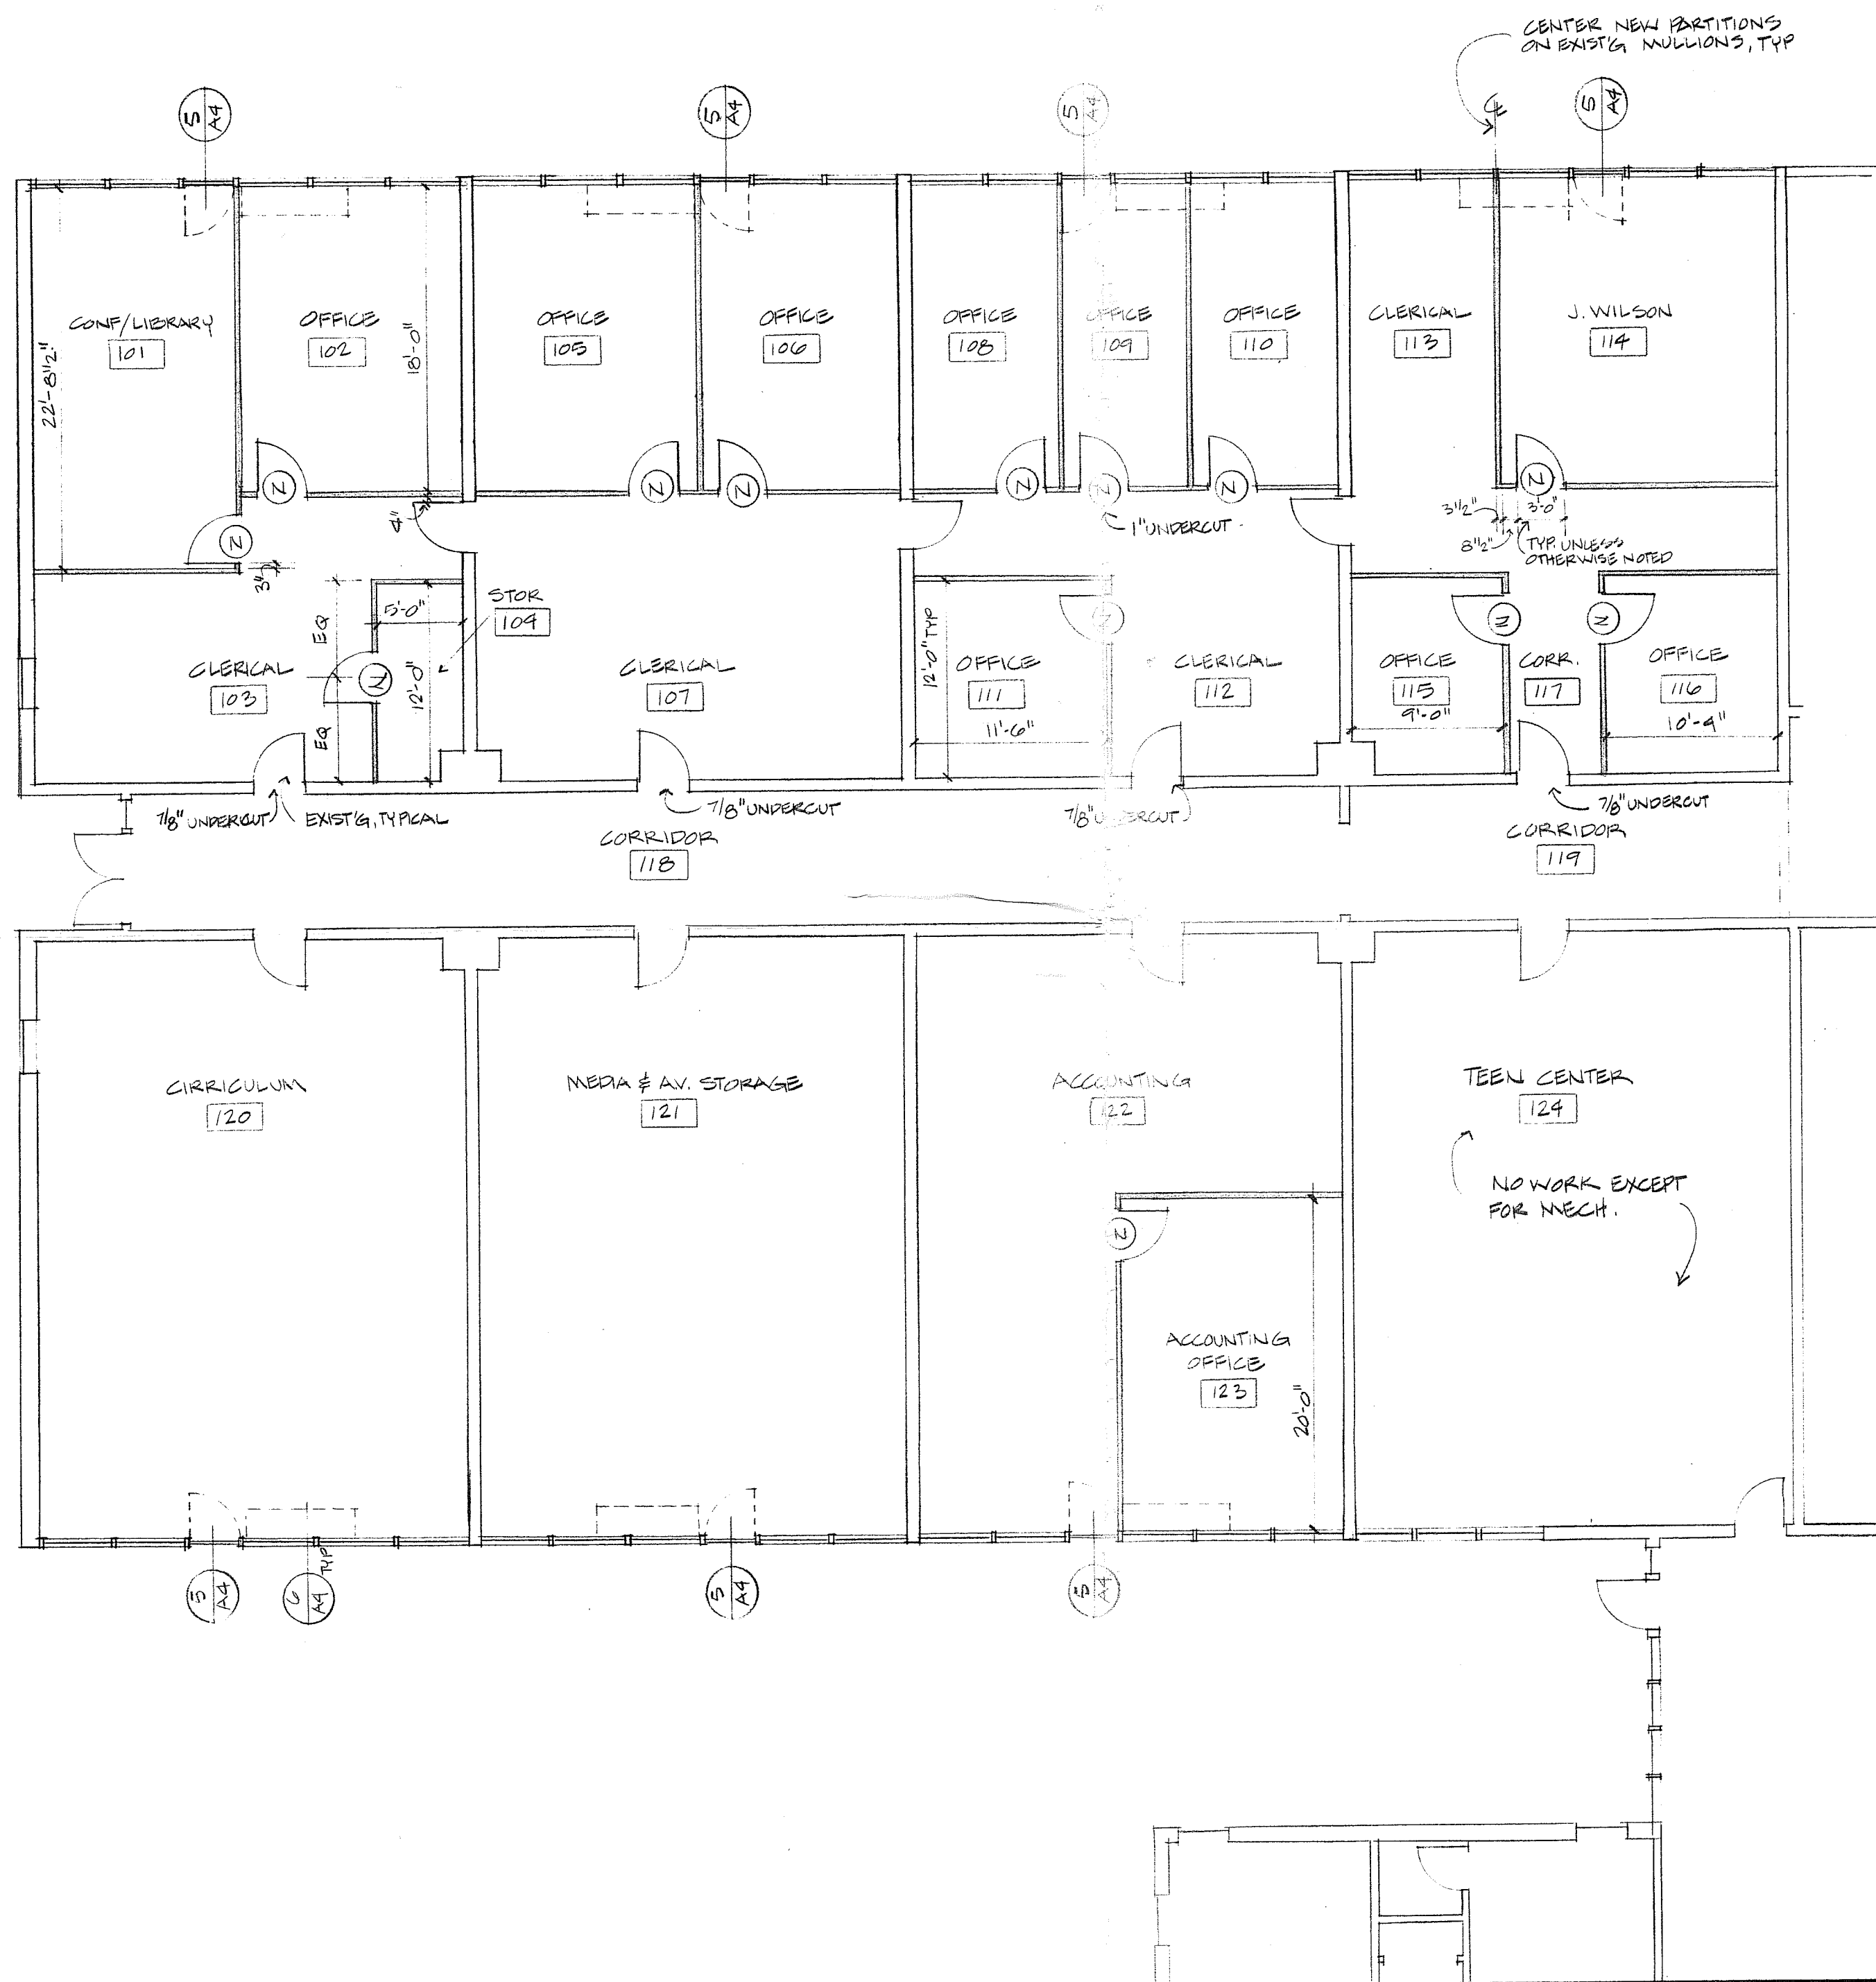 CENTER NEW PARTITIONS
ON EXIST'G MULLIONS, TYP
5
A4
5
A4
5
A4
5
A4
CONF/LIBRARY
101
OFFICE
102
OFFICE
105
OFFICE
106
OFFICE
108
OFFICE
109
OFFICE
110
CLERICAL
113
J. WILSON
114
22'-8 1/2"
18'-0"
N
N
N
N
N
N
N
N
4"
3"
1" UNDERCUT
3 1/2"
3'-0"
8 1/2"
TYP. UNLESS
OTHERWISE NOTED
STOR
104
5'-0"
EQ
EQ
12'-0"
CLERICAL
103
N
CLERICAL
107
12'-0" TYP
OFFICE
111
11'-6"
N
CLERICAL
112
OFFICE
115
9'-0"
N
CORR.
117
N
OFFICE
116
10'-4"
7/8" UNDERCUT
EXIST'G, TYPICAL
7/8" UNDERCUT
7/8" UNDERCUT
7/8" UNDERCUT
CORRIDOR
118
CORRIDOR
119
CIRRICULUM
120
MEDIA & AV. STORAGE
121
ACCOUNTING
122
TEEN CENTER
124
NO WORK EXCEPT
FOR MECH.
N
ACCOUNTING
OFFICE
123
20'-0"
5
A4
6
A4
TYP
5
A4
5
A4